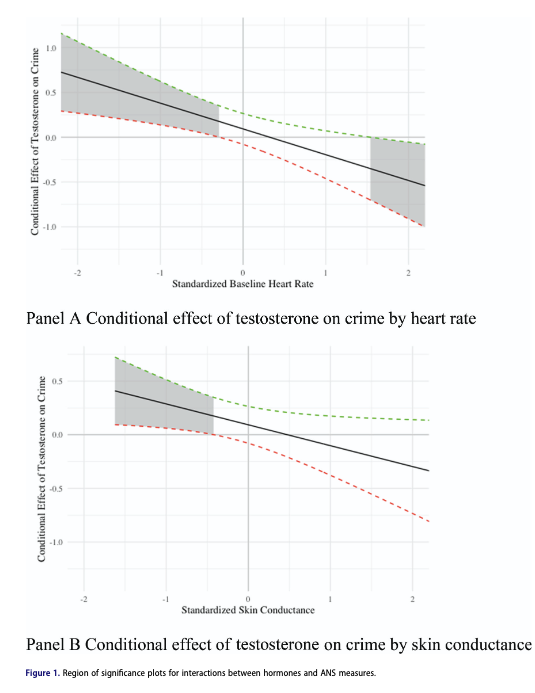 Conditional Effect of Testosterone on Crime
1.0
0.5
0.0
-0.5
-1.0
-2
-1
0
1
2
Standardized Baseline Heart Rate
Panel A Conditional effect of testosterone on crime by heart rate
Conditional Effect of Testosterone on Crime
0.5
0.0
-0.5
-1.0
-2
-1
0
1
2
Standardized Skin Conductance
Panel B Conditional effect of testosterone on crime by skin conductance
Figure 1. Region of significance plots for interactions between hormones and ANS measures.